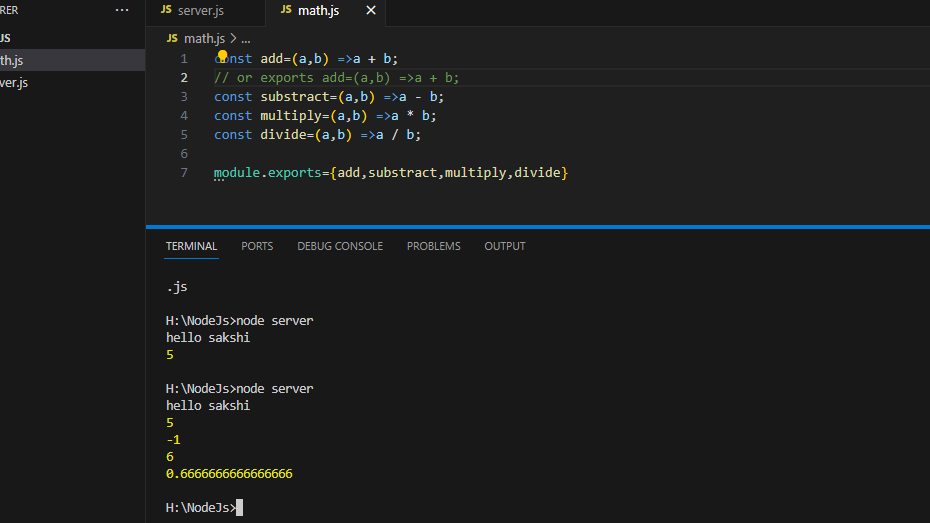 RER ...
JS server.js
JS math.js ×
JS
JS math.js > ...
th.js
ver.js
1 const add=(a,b) =>a + b;
2 // or exports add=(a,b) =>a + b;
3 const substract=(a,b) =>a - b;
4 const multiply=(a,b) =>a * b;
5 const divide=(a,b) =>a / b;
6
7 module.exports={add,substract,multiply,divide}
TERMINAL PORTS DEBUG CONSOLE PROBLEMS OUTPUT
.js
H:\NodeJs>node server
hello sakshi
5
H:\NodeJs>node server
hello sakshi
5
-1
6
0.6666666666666666
H:\NodeJs>